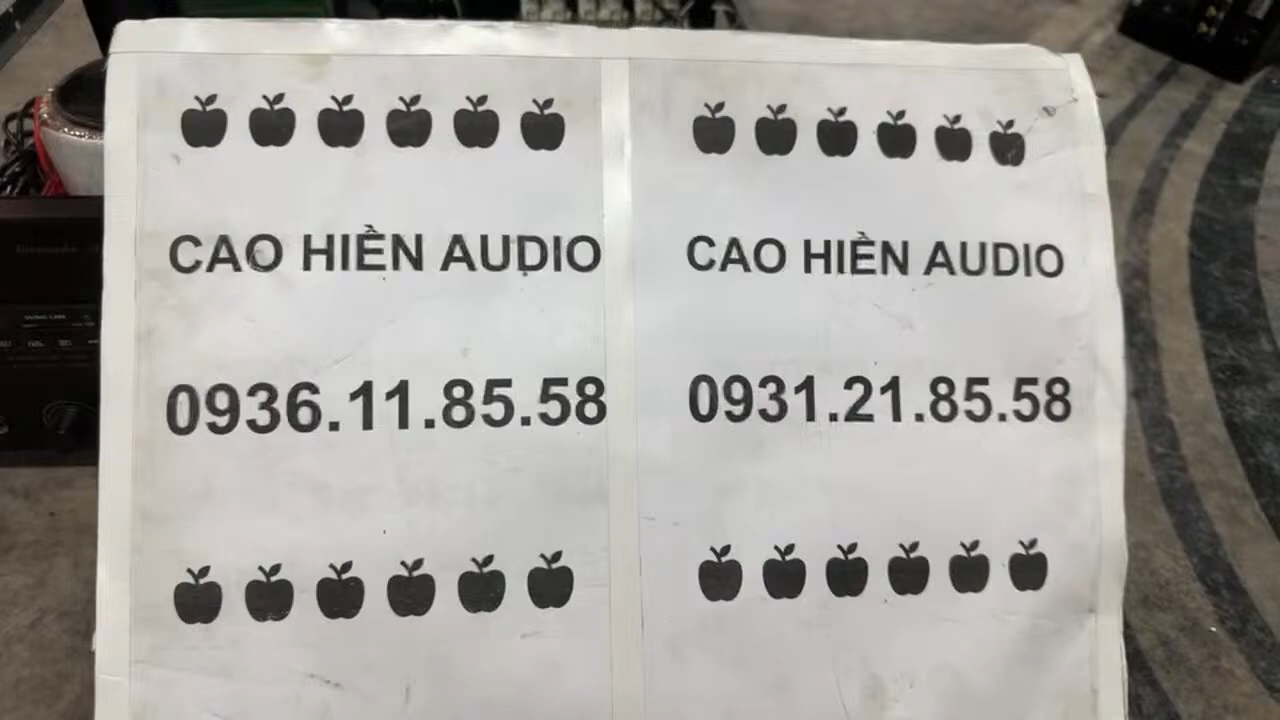 CAO HIỀN AUDIO
0936.11.85.58
CAO HIỀN AUDIO
0931.21.85.58